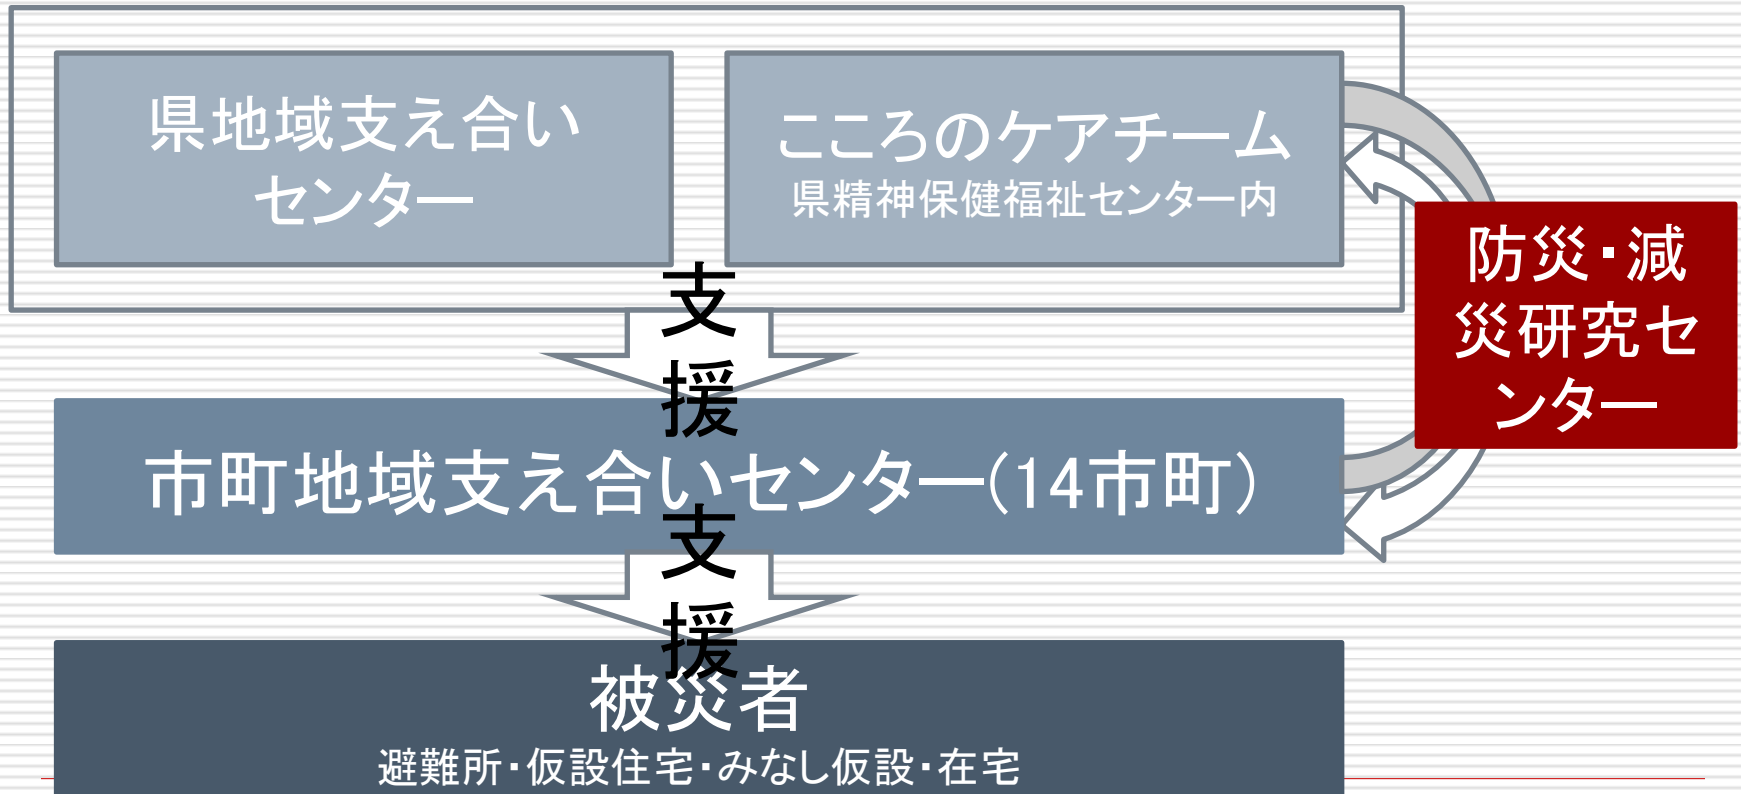 県地域支え合い
センター
こころのケアチーム
県精神保健福祉センター内
防災・減
災研究セ
ンター
支
援
市町地域支え合いセンター(14市町)
支
援
被災者
避難所・仮設住宅・みなし仮設・在宅